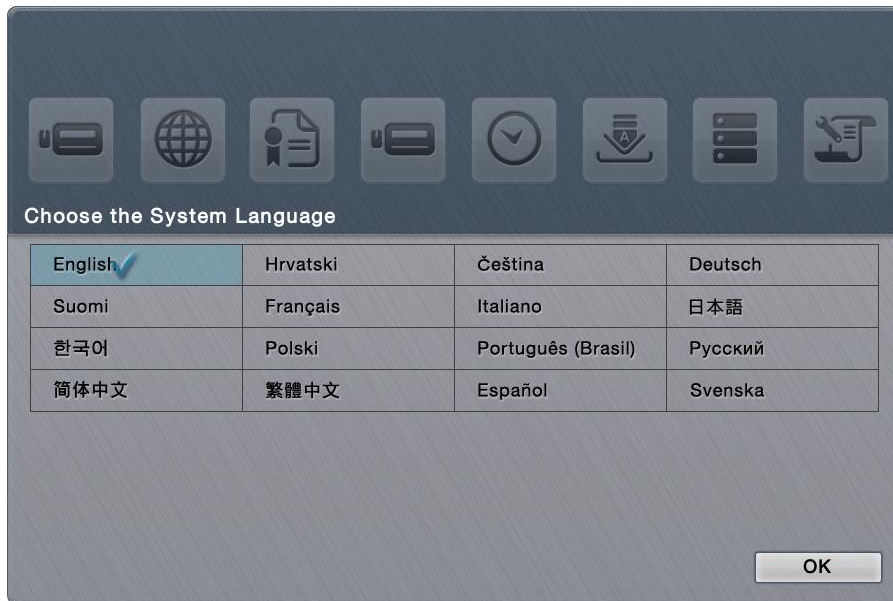 A
Choose the System Language
English Hrvatski Čeština Deutsch
Suomi Français Italiano 日本語
한국어 Polski Português (Brasil) Русский
简体中文 繁體中文 Español Svenska
OK